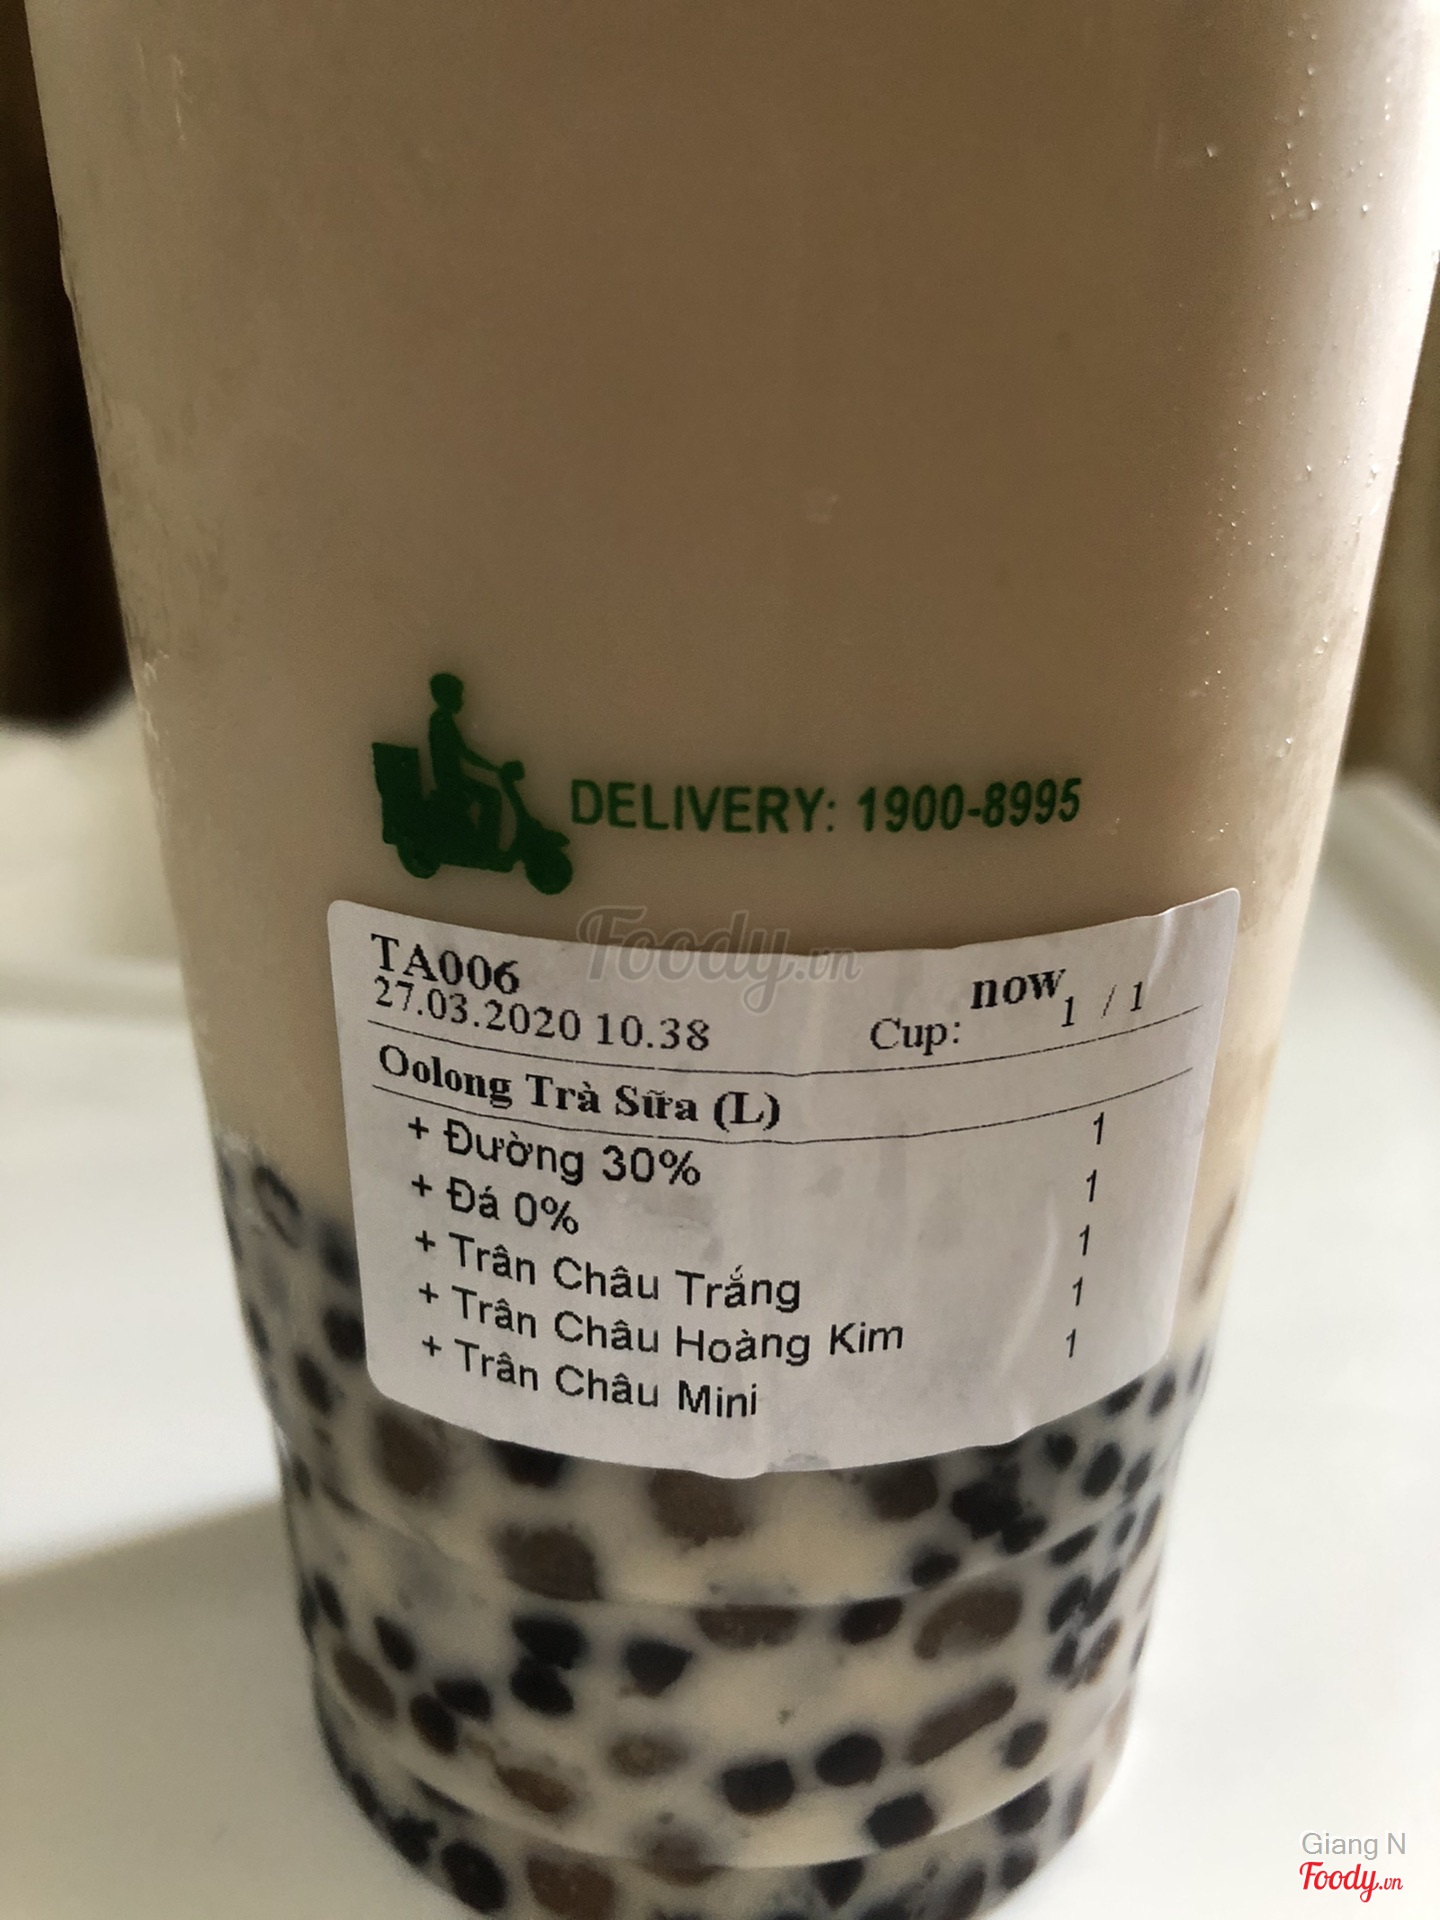 DELIVERY: 1900-8995
Foody.vn
TA006 now
27.03.2020 10.38 Cup: 1 / 1
Oolong Trà Sữa (L)
+ Đường 30% 1
+ Đá 0% 1
+ Trân Châu Trắng 1
+ Trân Châu Hoàng Kim 1
+ Trân Châu Mini 1
Giang N
Foody.vn